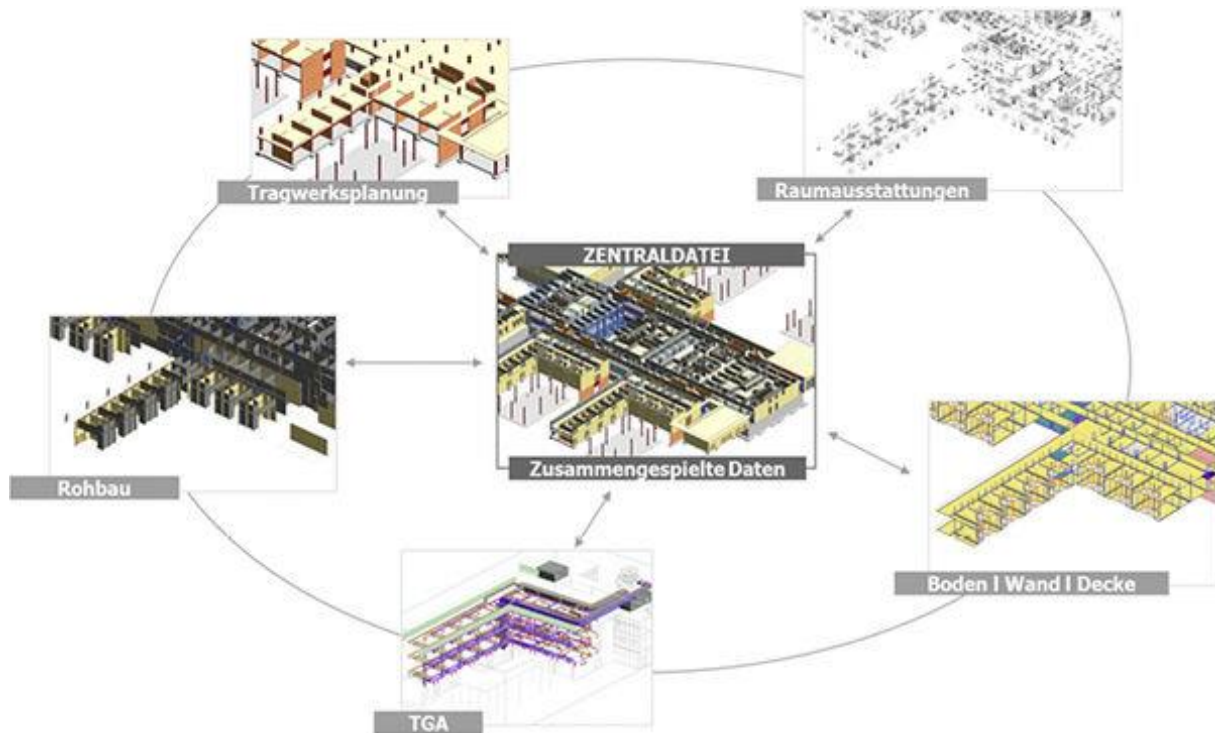 Tragwerksplanung
Raumausstattungen
ZENTRALDATEI
Zusammengespielte Daten
Rohbau
Boden I Wand I Decke
TGA